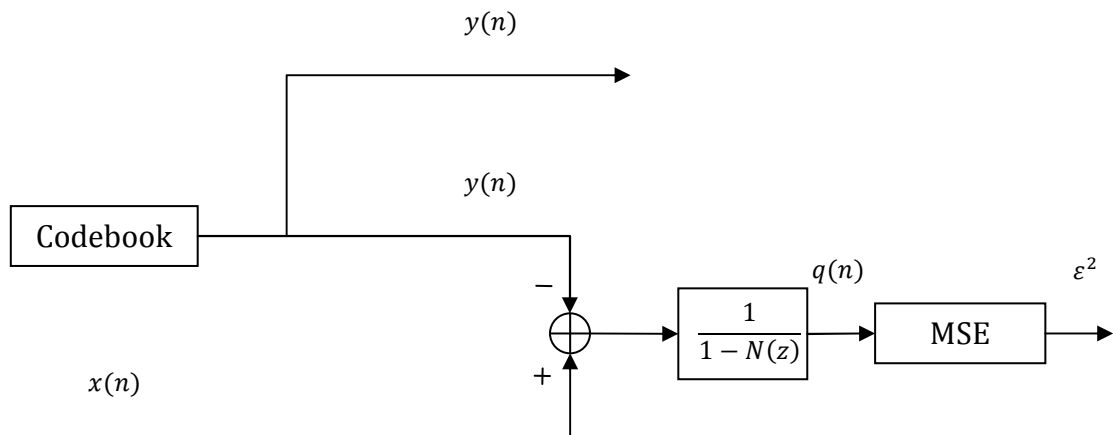 y(n)
y(n)
Codebook
−
q(n)
ε²
1
1 − N(z)
MSE
+
x(n)